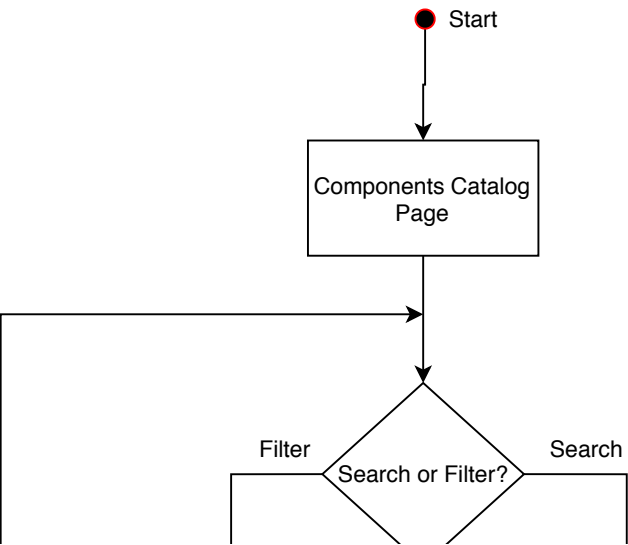 Start
Components Catalog
Page
Filter
Search
Search or Filter?